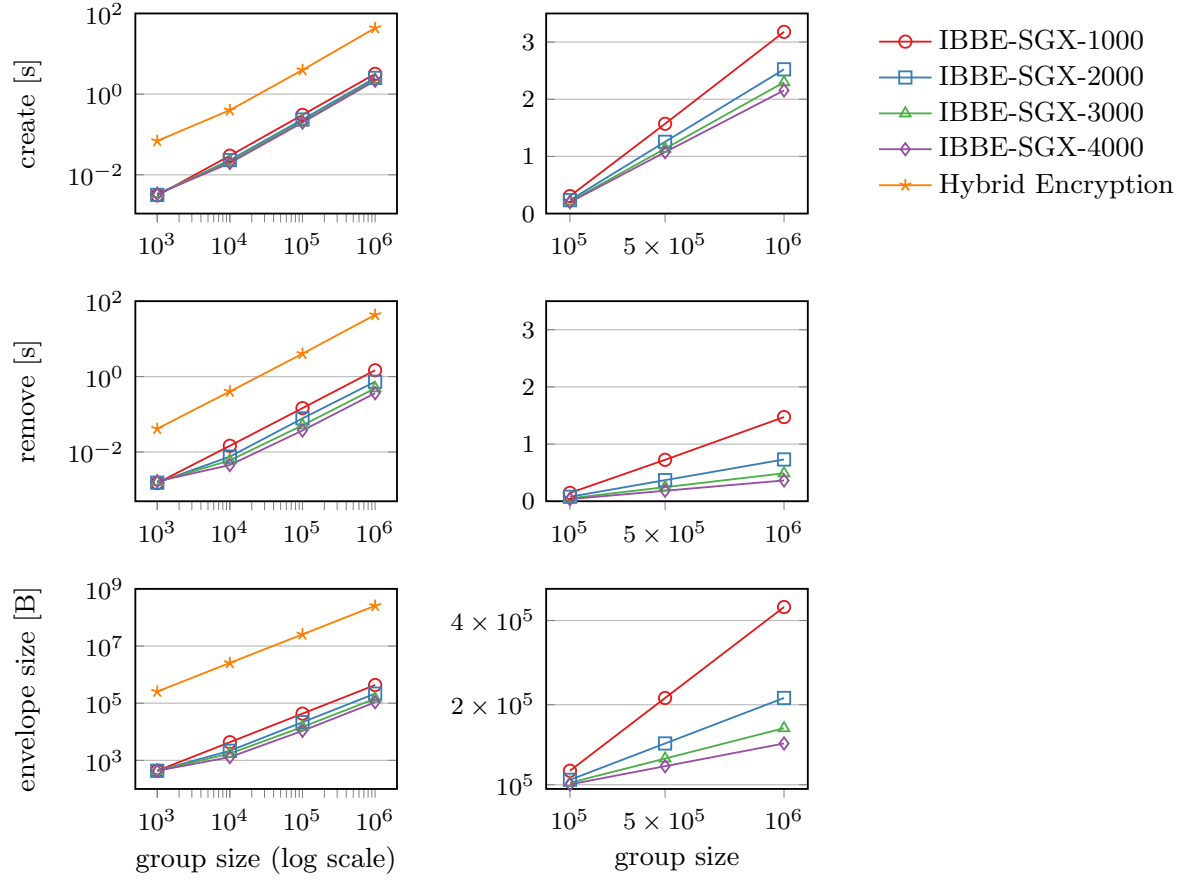 create [s]
10^2
10^0
10^−2
10^3 10^4 10^5 10^6
3
2
1
0
10^5 5 × 10^5 10^6
IBBE-SGX-1000
IBBE-SGX-2000
IBBE-SGX-3000
IBBE-SGX-4000
Hybrid Encryption
remove [s]
10^2
10^0
10^−2
10^3 10^4 10^5 10^6
3
2
1
0
10^5 5 × 10^5 10^6
envelope size [B]
10^9
10^7
10^5
10^3
10^3 10^4 10^5 10^6
group size (log scale)
4 × 10^5
2 × 10^5
10^5
10^5 5 × 10^5 10^6
group size